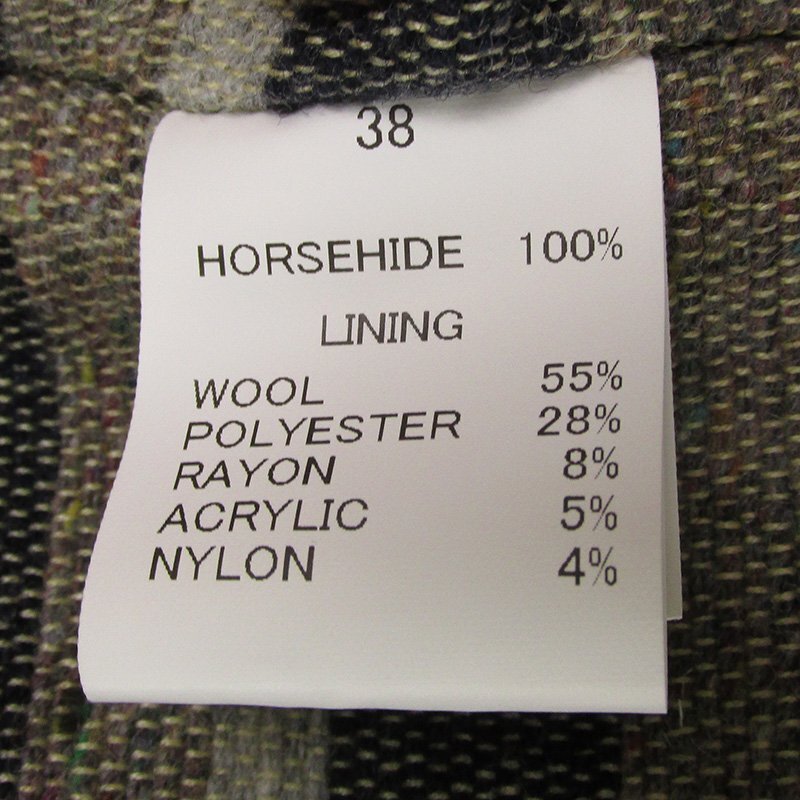 38
HORSEHIDE 100%
LINING
WOOL 55%
POLYESTER 28%
RAYON 8%
ACRYLIC 5%
NYLON 4%